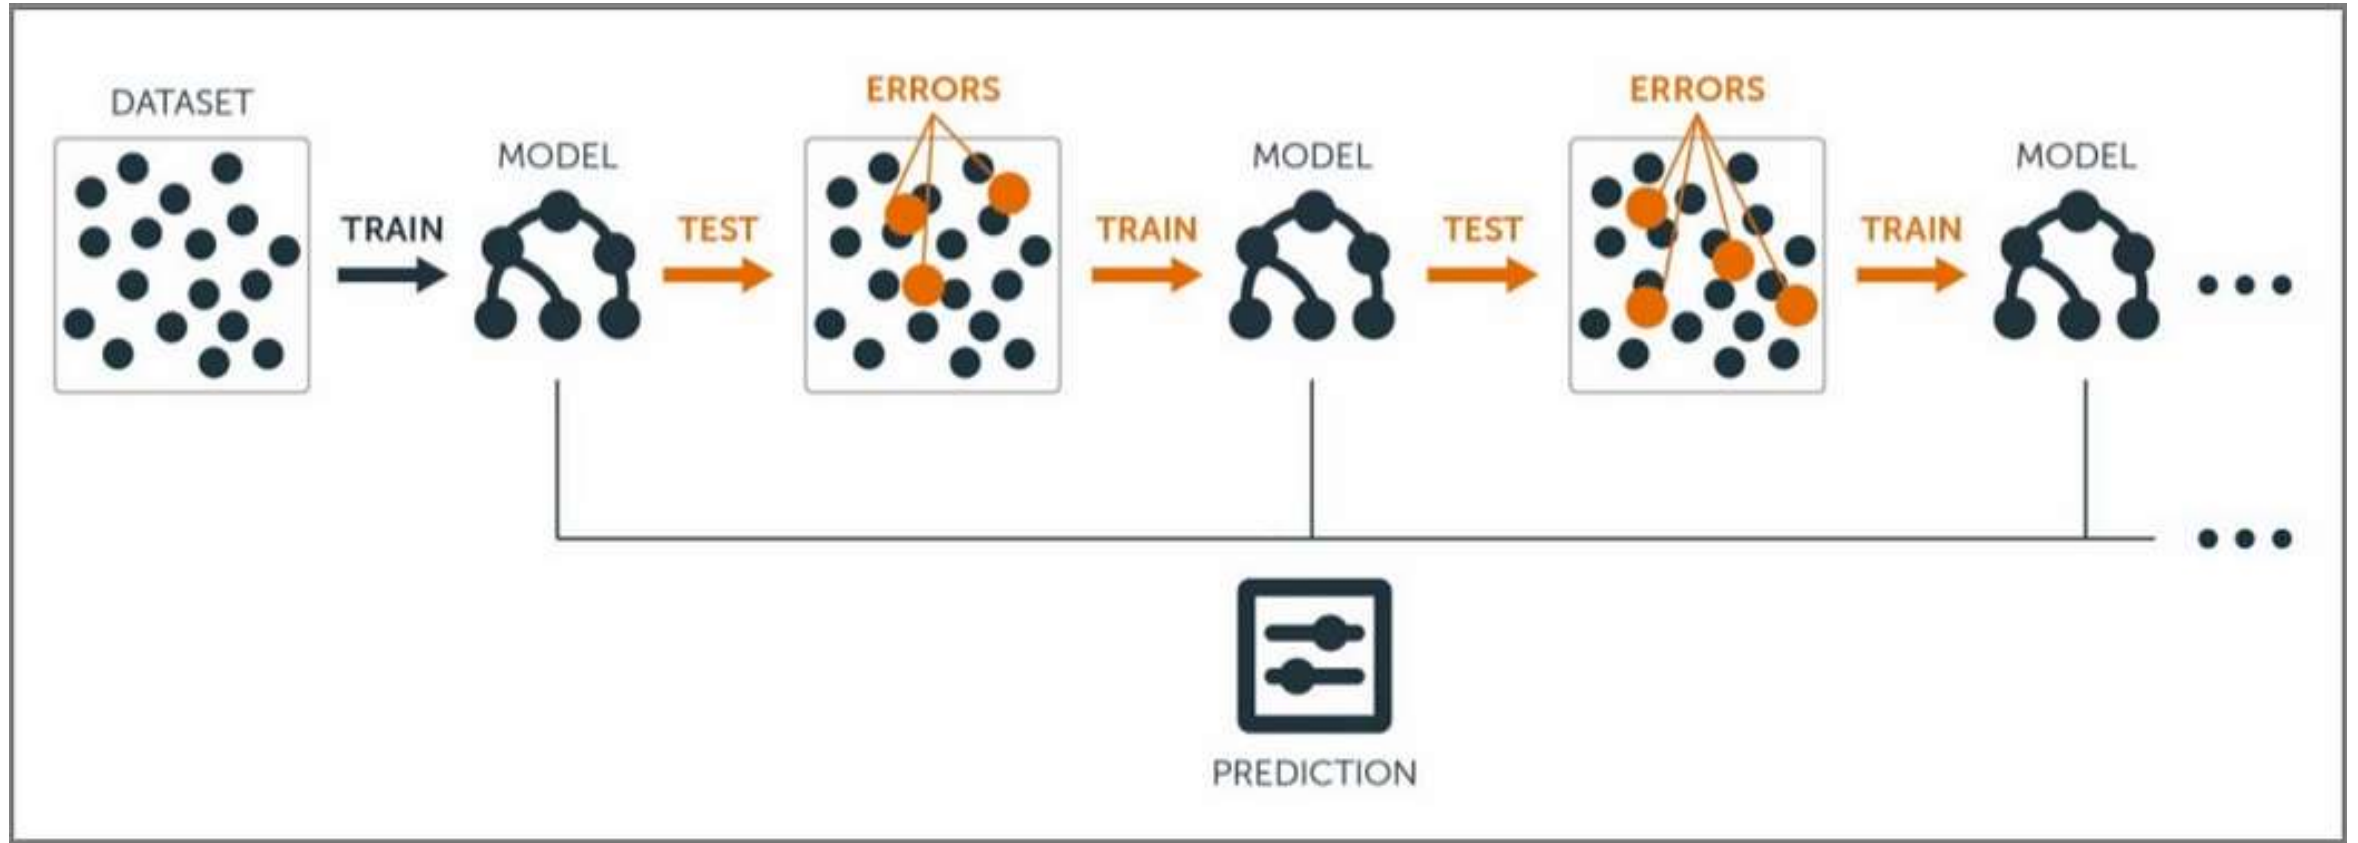 DATASET
TRAIN
MODEL
TEST
ERRORS
TRAIN
MODEL
TEST
ERRORS
TRAIN
MODEL
PREDICTION